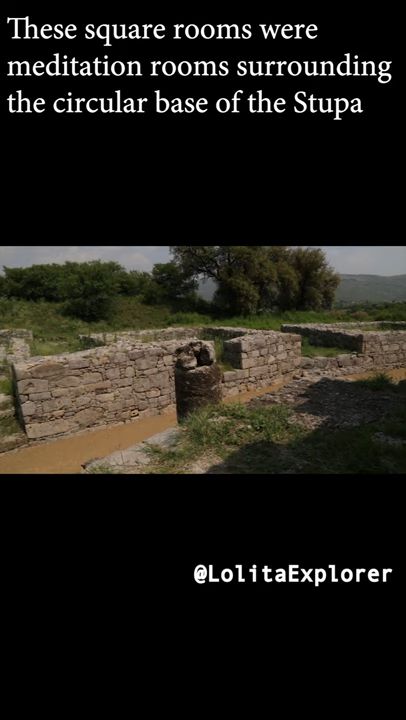 These square rooms were
meditation rooms surrounding
the circular base of the Stupa
@LolitaExplorer